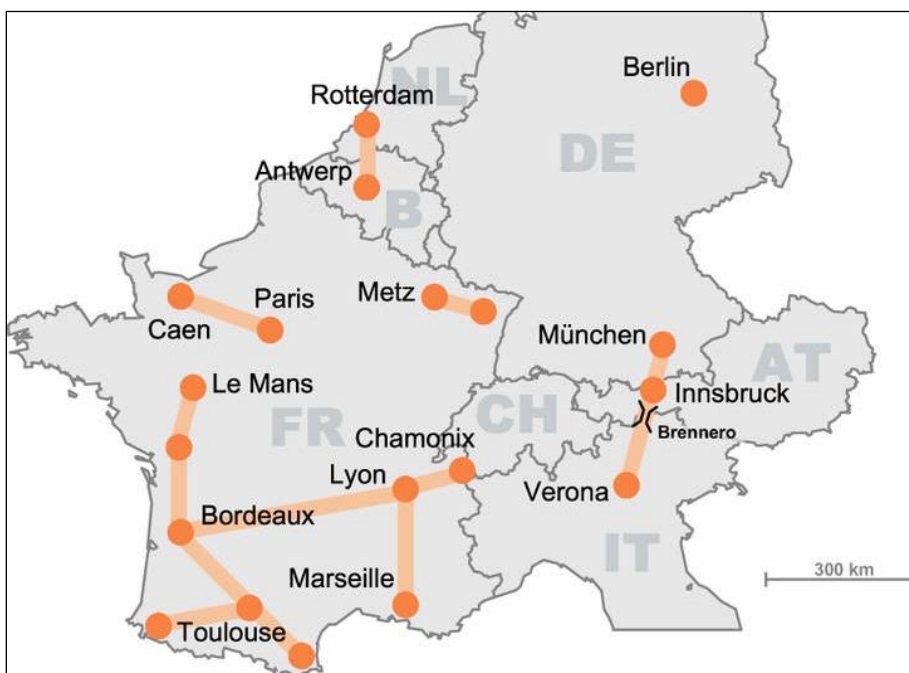 NL
Berlin
Rotterdam
DE
Antwerp
B
Metz
Paris
Caen
München
AT
Le Mans
Innsbruck
CH
FR
Brennero
Chamonix
Lyon
Verona
Bordeaux
IT
300 km
Marseille
Toulouse